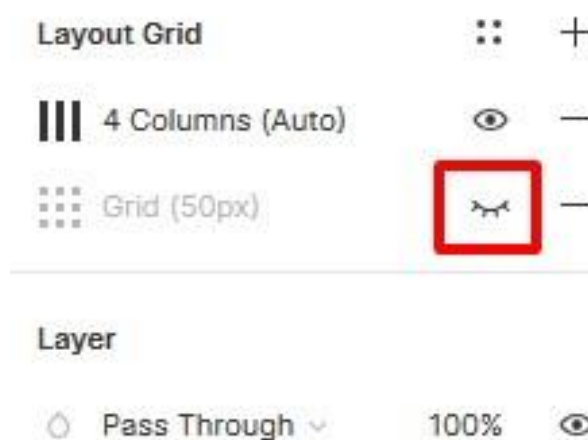 Layout Grid
4 Columns (Auto)
Grid (50px)
Layer
Pass Through 100%